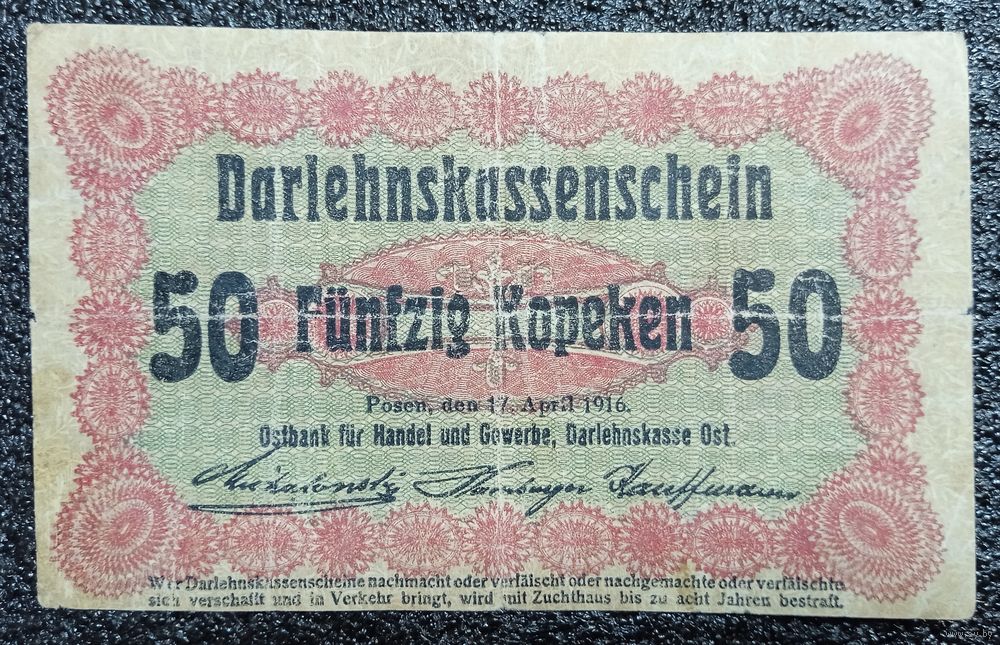 Darlehnskassenschein
50 Fünfzig Kopeken 50
Posen, den 17. April 1916.
Ostbank für Handel und Gewerbe, Darlehnskasse Ost.
Kauffmann
Wer Darlehnskassenscheine nachmacht oder verfälscht oder nachgemachte oder verfälschte
sich verschafft und in Verkehr bringt, wird mit Zuchthaus bis zu acht Jahren bestraft.